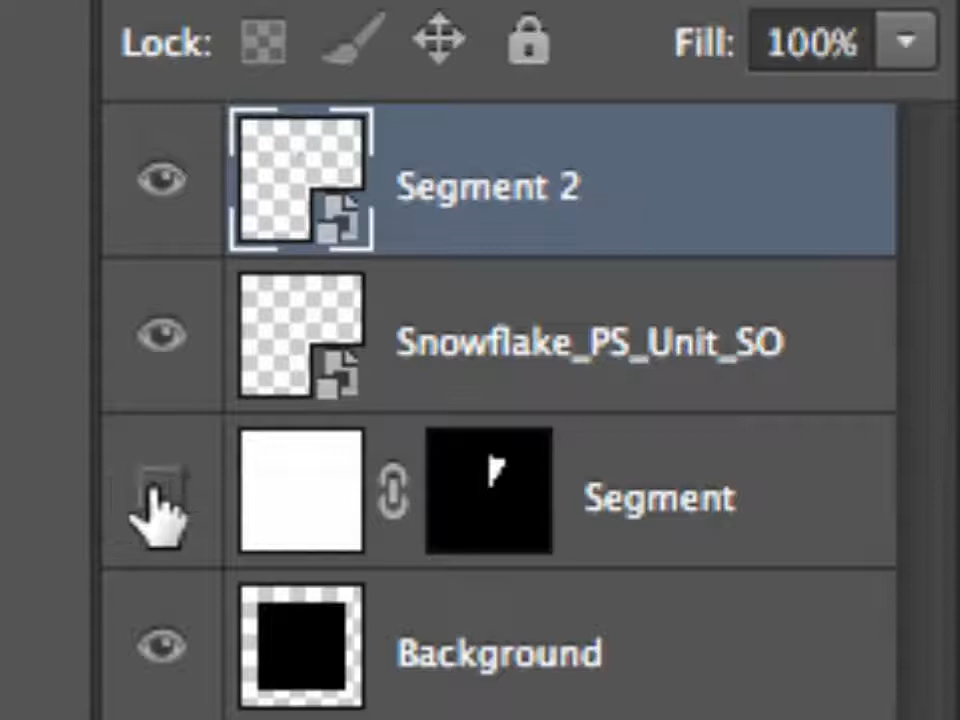 Lock: Fill: 100%
Segment 2
Snowflake_PS_Unit_SO
Segment
Background